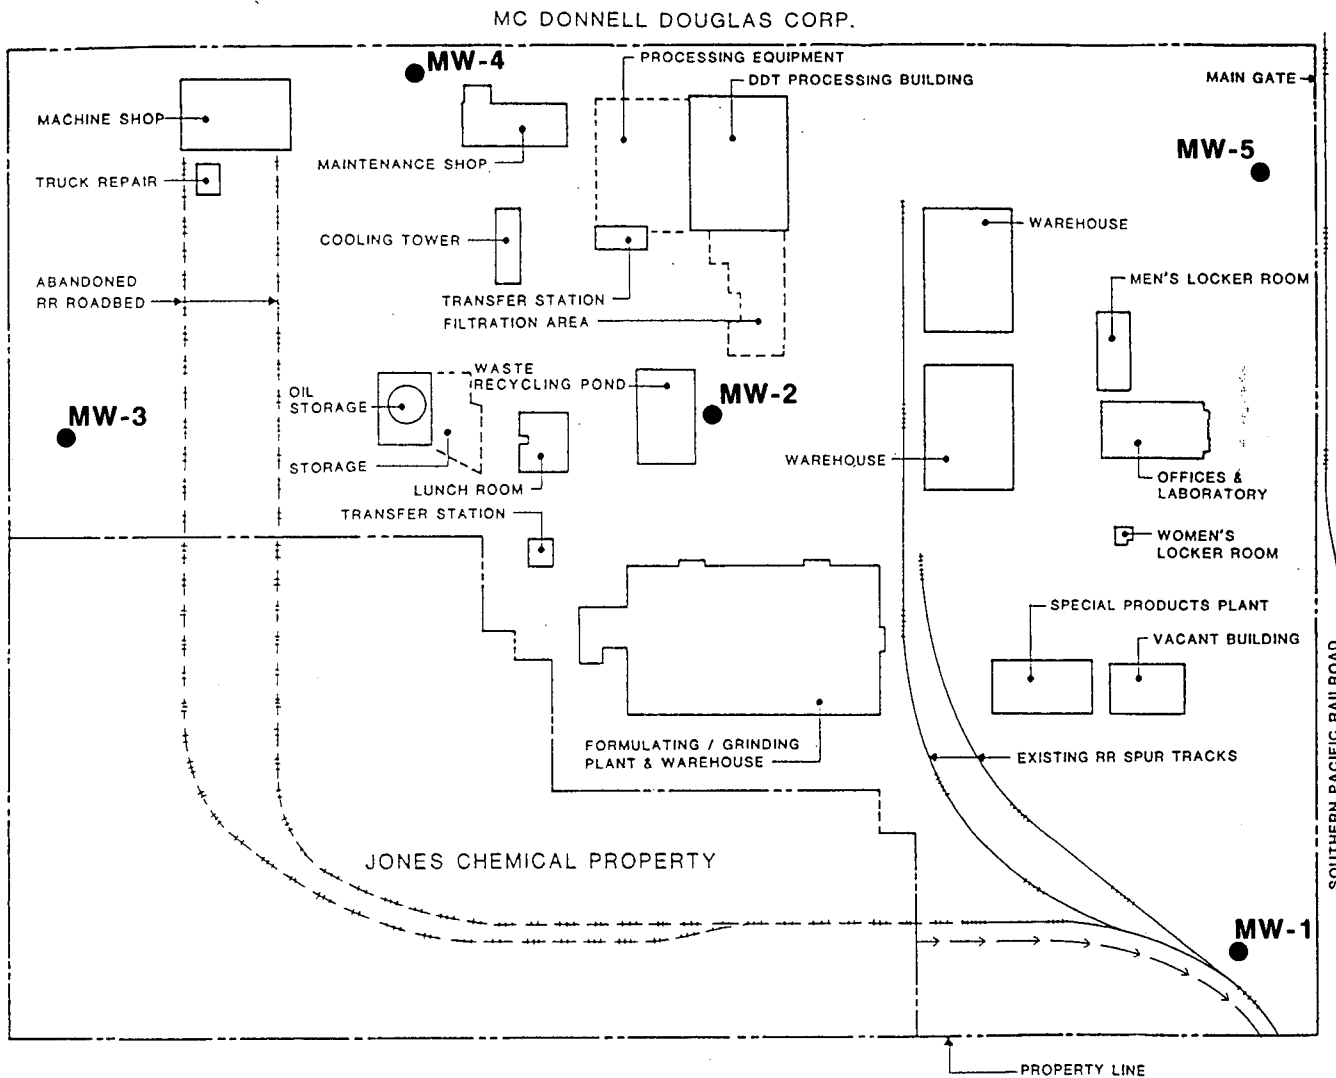 MC DONNELL DOUGLAS CORP.
MW-4
PROCESSING EQUIPMENT
DDT PROCESSING BUILDING
MAIN GATE
MACHINE SHOP
MAINTENANCE SHOP
MW-5
TRUCK REPAIR
COOLING TOWER
WAREHOUSE
ABANDONED
RR ROADBED
TRANSFER STATION
FILTRATION AREA
MEN'S LOCKER ROOM
WASTE
RECYCLING POND
OIL
STORAGE
MW-2
MW-3
STORAGE
LUNCH ROOM
WAREHOUSE
OFFICES &
LABORATORY
TRANSFER STATION
WOMEN'S
LOCKER ROOM
SPECIAL PRODUCTS PLANT
VACANT BUILDING
SOUTHERN PACIFIC RAILROAD
FORMULATING / GRINDING
PLANT & WAREHOUSE
EXISTING RR SPUR TRACKS
JONES CHEMICAL PROPERTY
MW-1
PROPERTY LINE